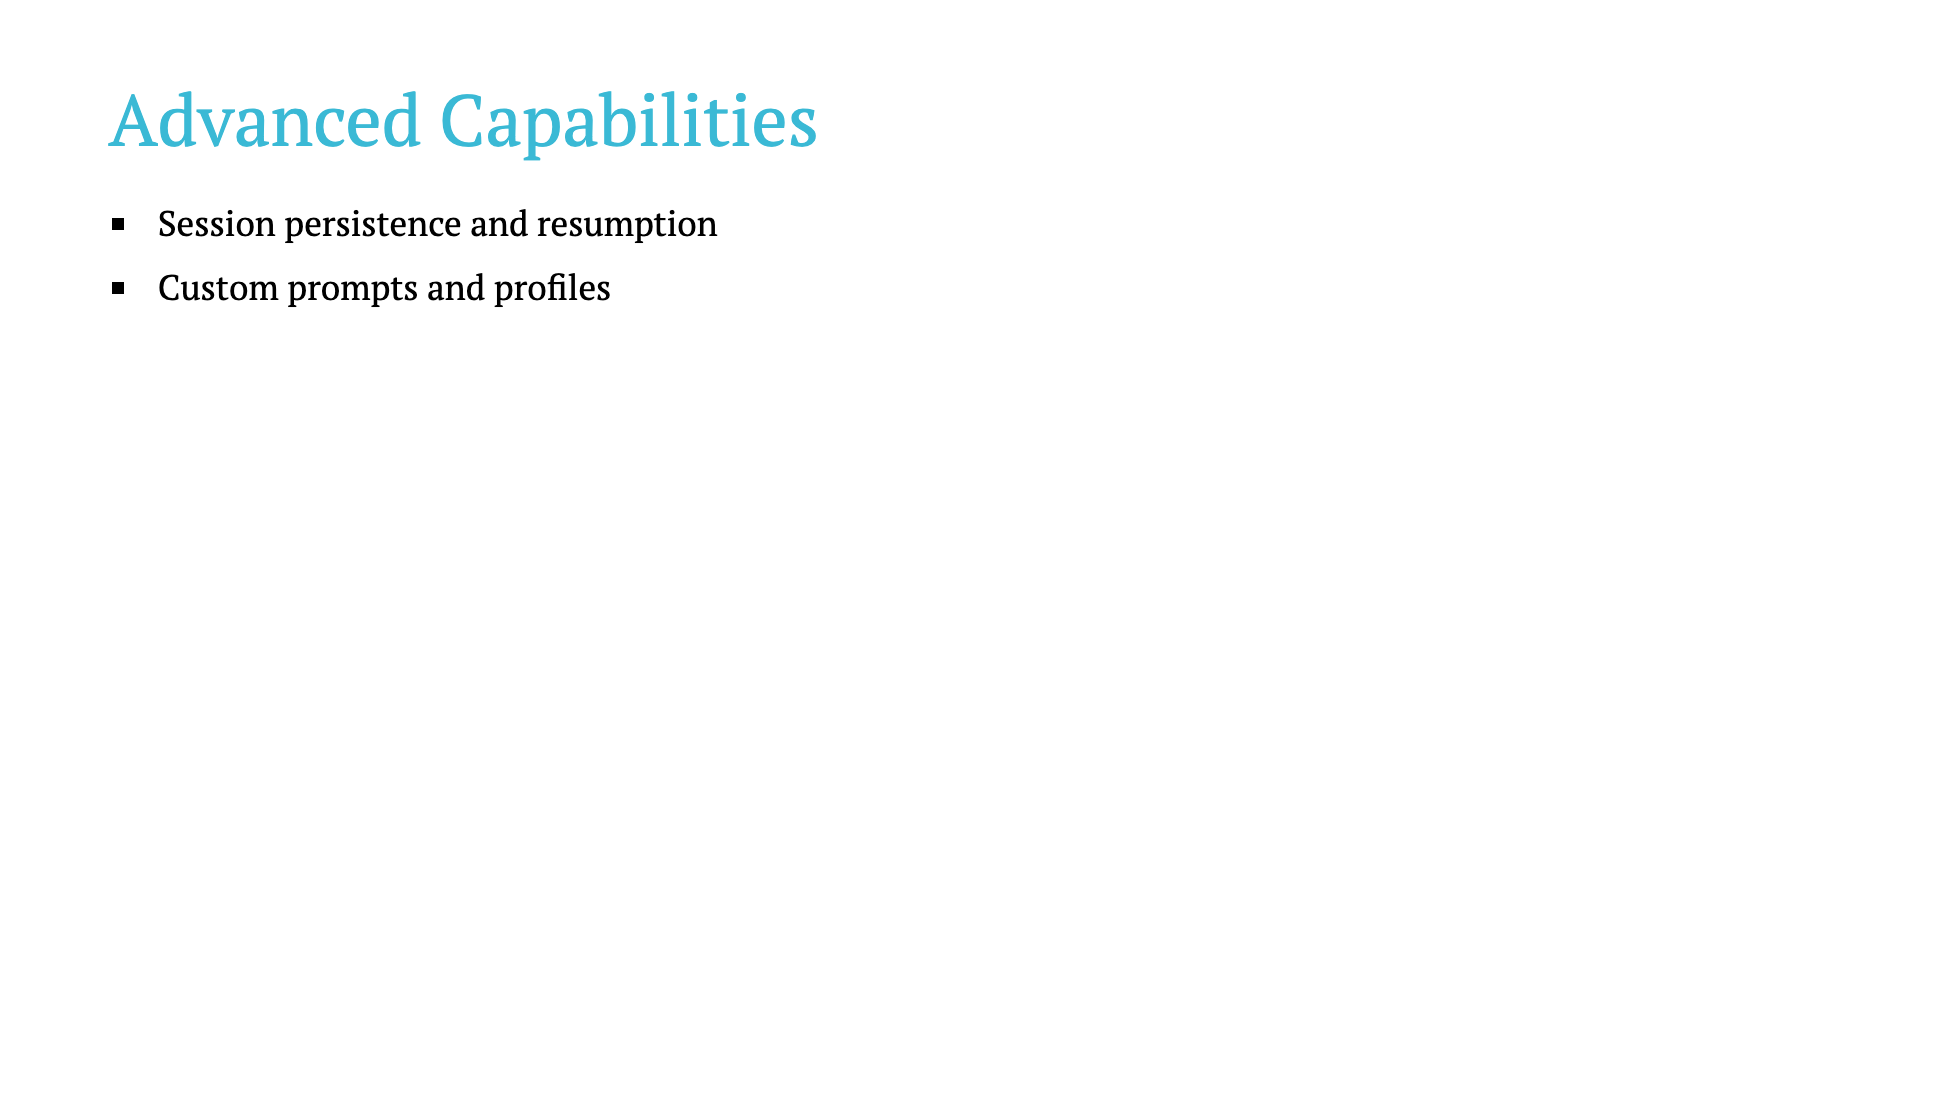 Advanced Capabilities
▪ Session persistence and resumption
▪ Custom prompts and profiles